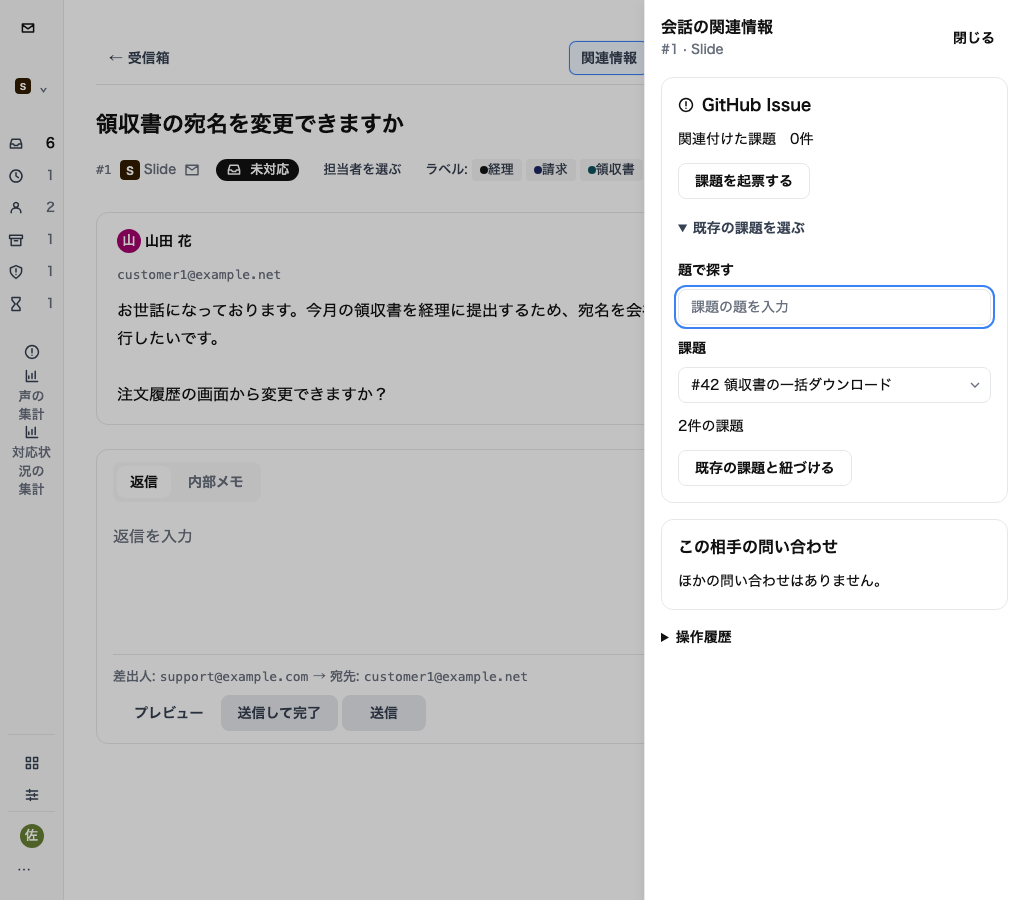 S
6
1
2
1
1
1
声の
集計
対応状
況の
集計
佐
…
← 受信箱
関連情報
領収書の宛名を変更できますか
#1 S Slide 未対応 担当者を選ぶ ラベル: 経理 請求 領収書
山 山田 花
customer1@example.net
お世話になっております。今月の領収書を経理に提出するため、宛名を会
行したいです。
注文履歴の画面から変更できますか？
返信 内部メモ
返信を入力
差出人: support@example.com → 宛先: customer1@example.net
プレビュー 送信して完了 送信
会話の関連情報
#1 · Slide
閉じる
GitHub Issue
関連付けた課題 0件
課題を起票する
▼ 既存の課題を選ぶ
題で探す
課題の題を入力
課題
#42 領収書の一括ダウンロード
2件の課題
既存の課題と紐づける
この相手の問い合わせ
ほかの問い合わせはありません。
▶ 操作履歴